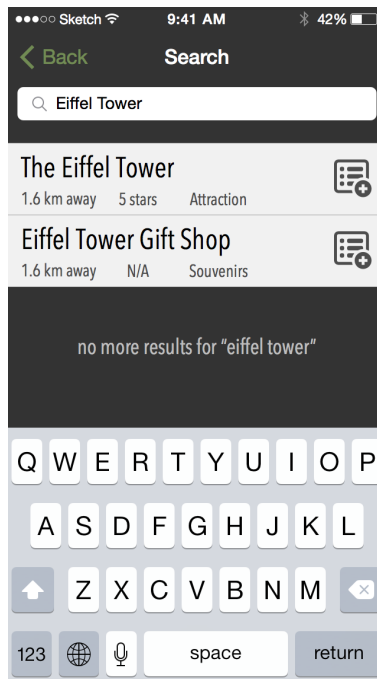 Sketch 9:41 AM 42%
Back Search
Eiffel Tower
The Eiffel Tower
1.6 km away 5 stars Attraction
Eiffel Tower Gift Shop
1.6 km away N/A Souvenirs
no more results for “eiffel tower”
Q W E R T Y U I O P
A S D F G H J K L
Z X C V B N M
123 space return